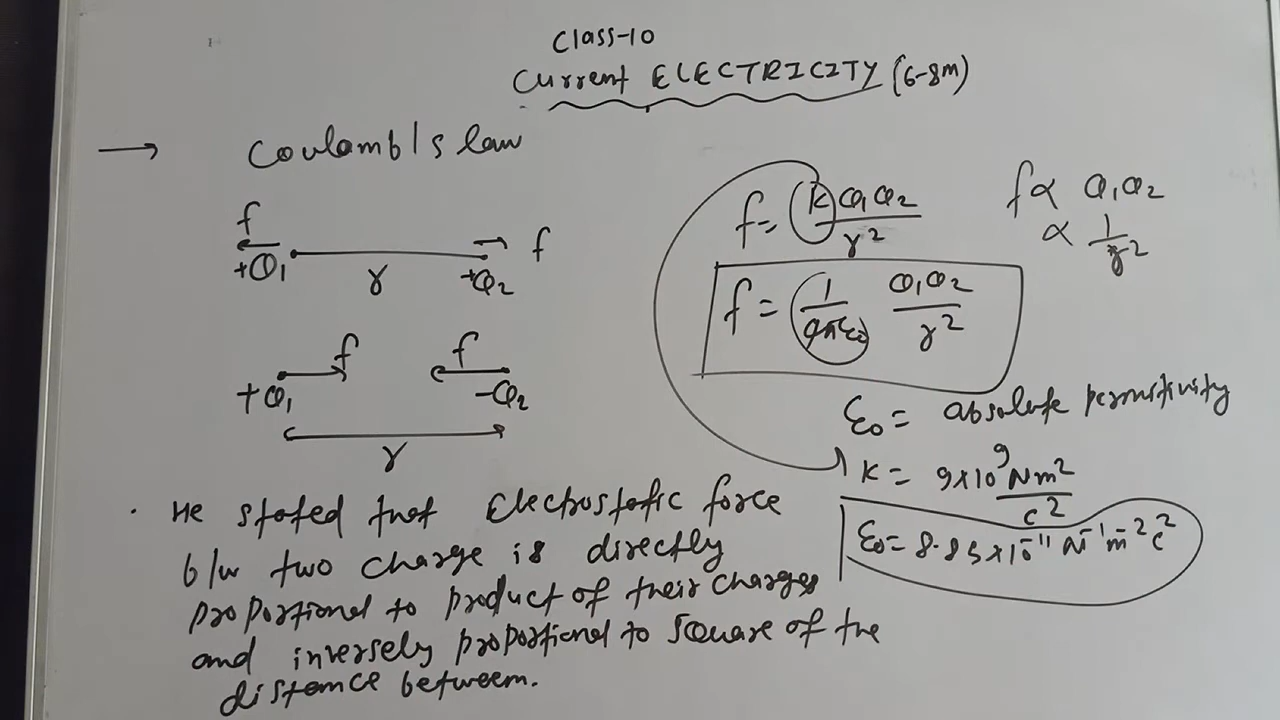 Class-10
Current ELECTRICITY (6-8m)
→ Coulomb's law
f
+Q1 r +Q2 f
f f
+Q1 -Q2
r
f = k Q1Q2 / r²
f ∝ Q1Q2
∝ 1 / r²
f = 1 / 4πε0 Q1Q2 / r²
ε0 = absolute permitivity
k = 9×10⁹ Nm² / c²
ε0 = 8.85×10⁻¹¹ N⁻¹m⁻²c²
· He stated that Electrostatic force
b/w two charge is directly
proportional to product of their charges
and inversely proportional to square of the
distance betweem.